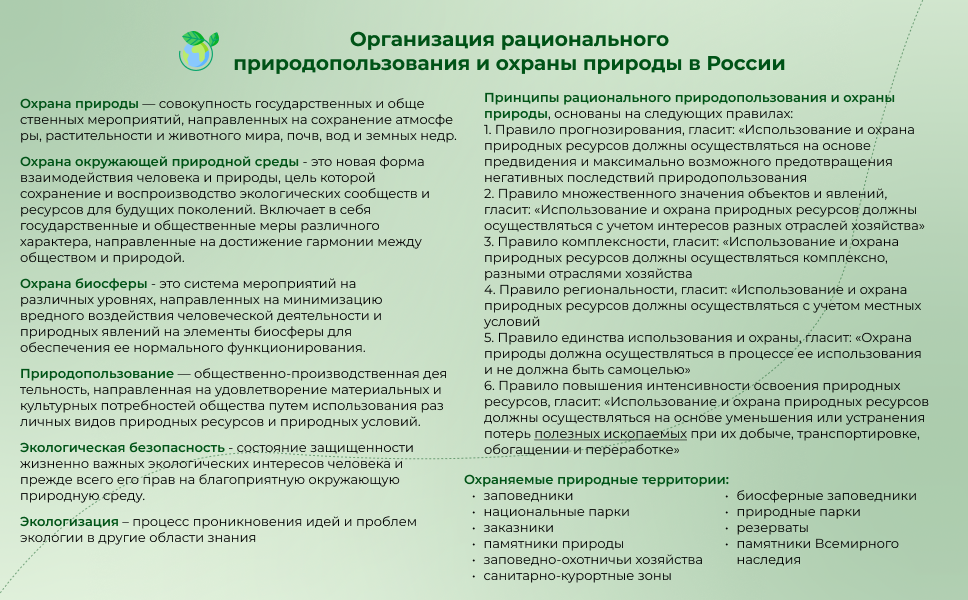 Организация рационального
природопользования и охраны природы в России
Охрана природы — совокупность государственных и обще
ственных мероприятий, направленных на сохранение атмосфе
ры, растительности и животного мира, почв, вод и земных недр.
Охрана окружающей природной среды - это новая форма
взаимодействия человека и природы, цель которой
сохранение и воспроизводство экологических сообществ и
ресурсов для будущих поколений. Включает в себя
государственные и общественные меры различного
характера, направленные на достижение гармонии между
обществом и природой.
Охрана биосферы - это система мероприятий на
различных уровнях, направленных на минимизацию
вредного воздействия человеческой деятельности и
природных явлений на элементы биосферы для
обеспечения ее нормального функционирования.
Природопользование — общественно-производственная дея
тельность, направленная на удовлетворение материальных и
культурных потребностей общества путем использования раз
личных видов природных ресурсов и природных условий.
Экологическая безопасность - состояние защищенности
жизненно важных экологических интересов человека и
прежде всего его прав на благоприятную окружающую
природную среду.
Экологизация – процесс проникновения идей и проблем
экологии в другие области знания
Принципы рационального природопользования и охраны
природы, основаны на следующих правилах:
1. Правило прогнозирования, гласит: «Использование и охрана
природных ресурсов должны осуществляться на основе
предвидения и максимально возможного предотвращения
негативных последствий природопользования
2. Правило множественного значения объектов и явлений,
гласит: «Использование и охрана природных ресурсов должны
осуществляться с учетом интересов разных отраслей хозяйства»
3. Правило комплексности, гласит: «Использование и охрана
природных ресурсов должны осуществляться комплексно,
разными отраслями хозяйства
4. Правило региональности, гласит: «Использование и охрана
природных ресурсов должны осуществляться с учетом местных
условий
5. Правило единства использования и охраны, гласит: «Охрана
природы должна осуществляться в процессе ее использования
и не должна быть самоцелью»
6. Правило повышения интенсивности освоения природных
ресурсов, гласит: «Использование и охрана природных ресурсов
должны осуществляться на основе уменьшения или устранения
потерь полезных ископаемых при их добыче, транспортировке,
обогащении и переработке»
Охраняемые природные территории:
• заповедники
• национальные парки
• заказники
• памятники природы
• заповедно-охотничьи хозяйства
• санитарно-курортные зоны
• биосферные заповедники
• природные парки
• резерваты
• памятники Всемирного
наследия